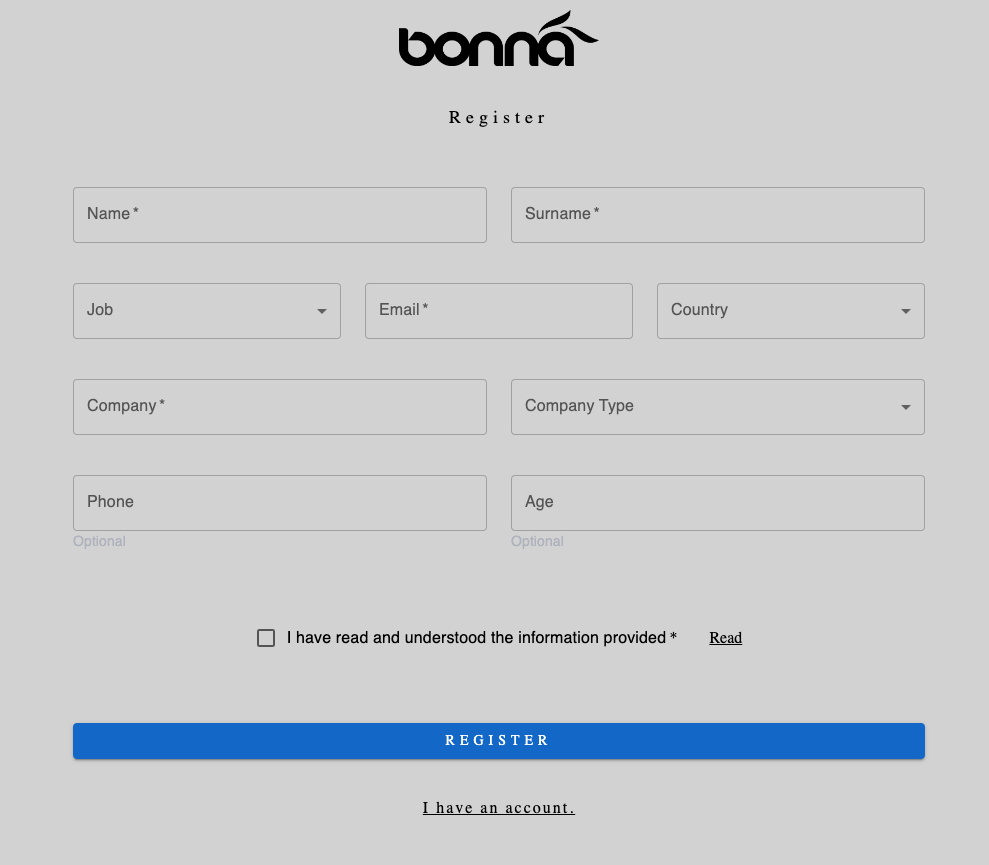 bonna
Register
Name *
Surname *
Job
Email *
Country
Company *
Company Type
Phone
Age
Optional
Optional
I have read and understood the information provided * Read
REGISTER
I have an account.